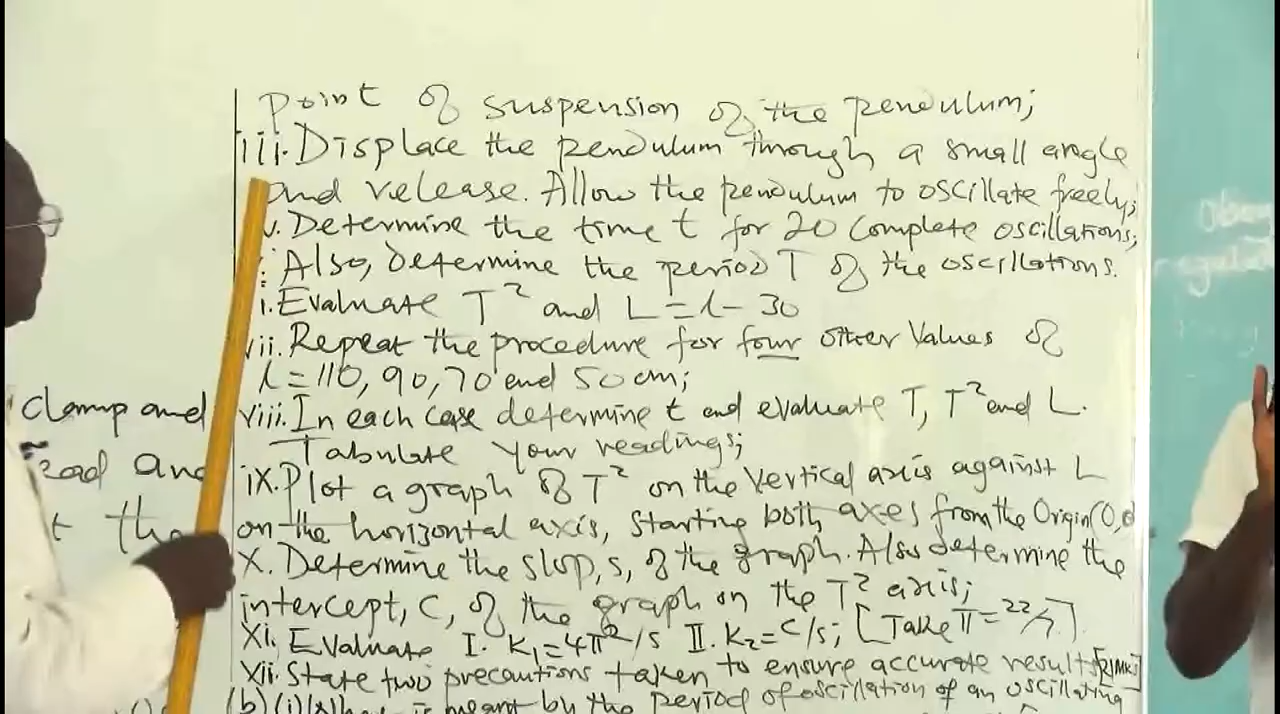 Point of suspension of the pendulum;
iii. Displace the pendulum through a small angle
and release. Allow the pendulum to oscillate freely;
v. Determine the time t for 20 complete oscillations;
: Also, determine the period T of the oscillations.
i. Evaluate T² and L = l - 30
vii. Repeat the procedure for four other values of
l = 110, 90, 70 and 50 cm;
viii. In each case determine t and evaluate T, T² and L.
Tabulate your readings;
ix. Plot a graph of T² on the vertical axis against L
on the horizontal axis, starting both axes from the Origin (0,0
X. Determine the slop, s, of the graph. Also determine the
intercept, C, of the graph on the T² axis;
Xi. Evaluate I. K₁ = 4π²/s II. K₂ = C/s; [Take π = 22/7].
Xii. State two precautions taken to ensure accurate results [21mks]
(b) (i) is meant by the period of oscillation of an oscillating
clamp and
and
t the